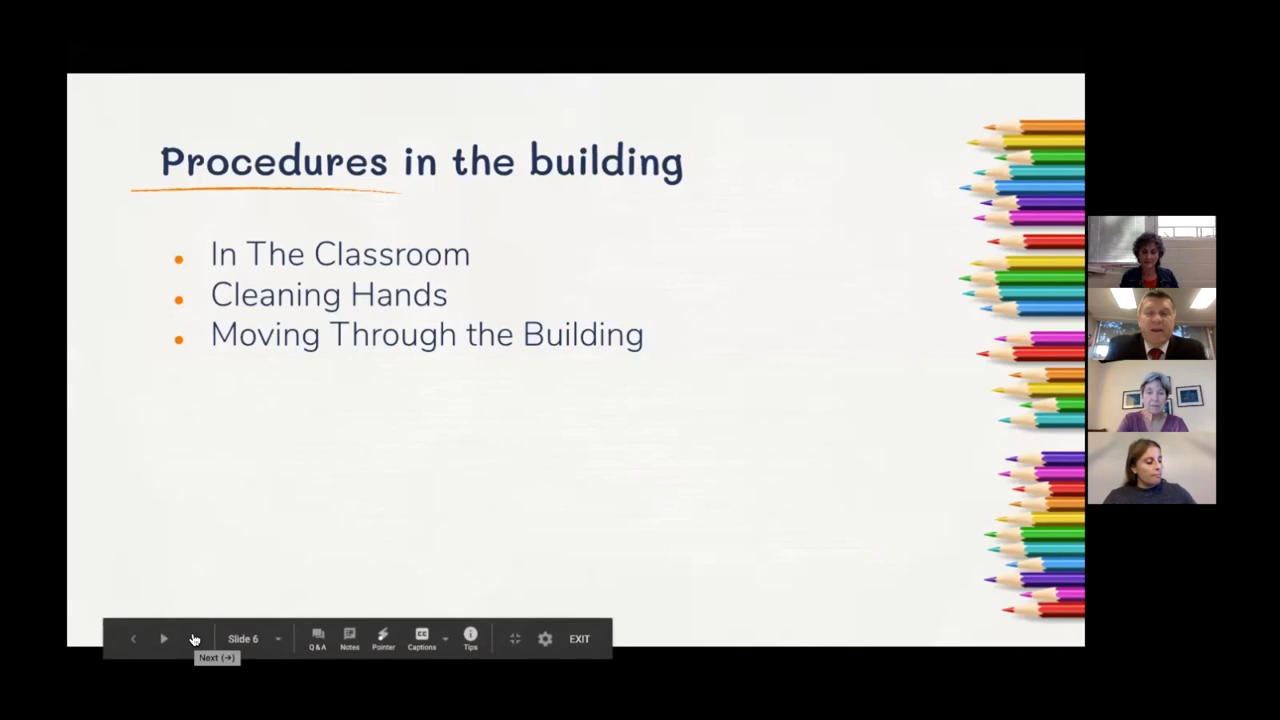 Procedures in the building
• In The Classroom
• Cleaning Hands
• Moving Through the Building
Slide 6
Q & A
Notes
Pointer
Captions
Tips
EXIT
Next (→)